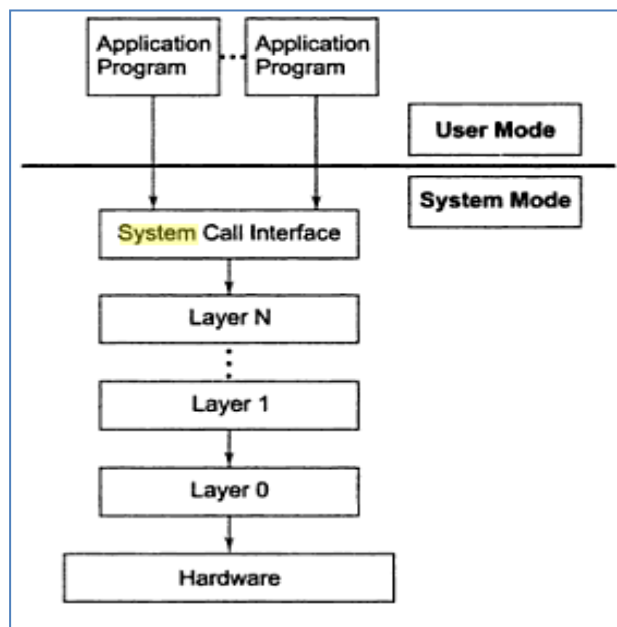 Application
Program
Application
Program
User Mode
System Mode
System Call Interface
Layer N
Layer 1
Layer 0
Hardware